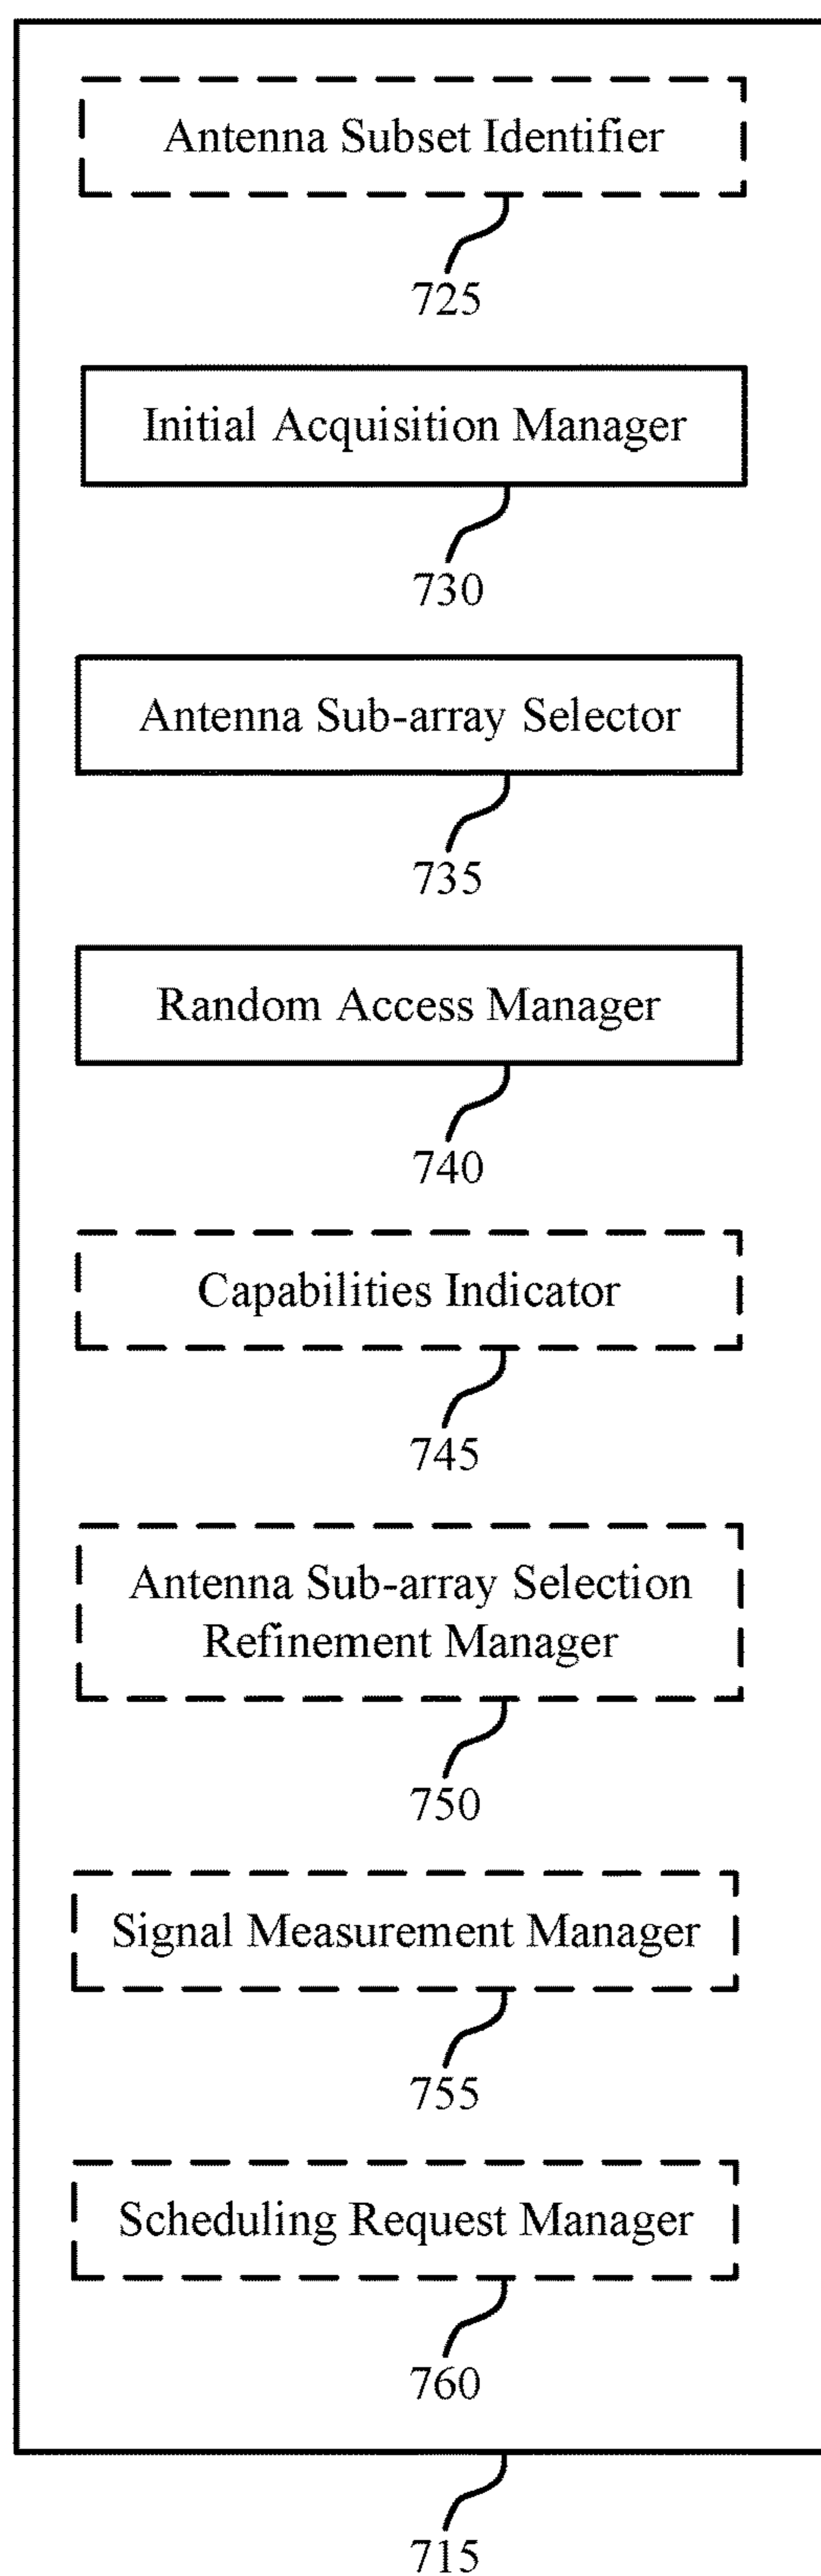 Antenna Subset Identifier
725
Initial Acquisition Manager
730
Antenna Sub-array Selector
735
Random Access Manager
740
Capabilities Indicator
745
Antenna Sub-array Selection
Refinement Manager
750
Signal Measurement Manager
755
Scheduling Request Manager
760
715